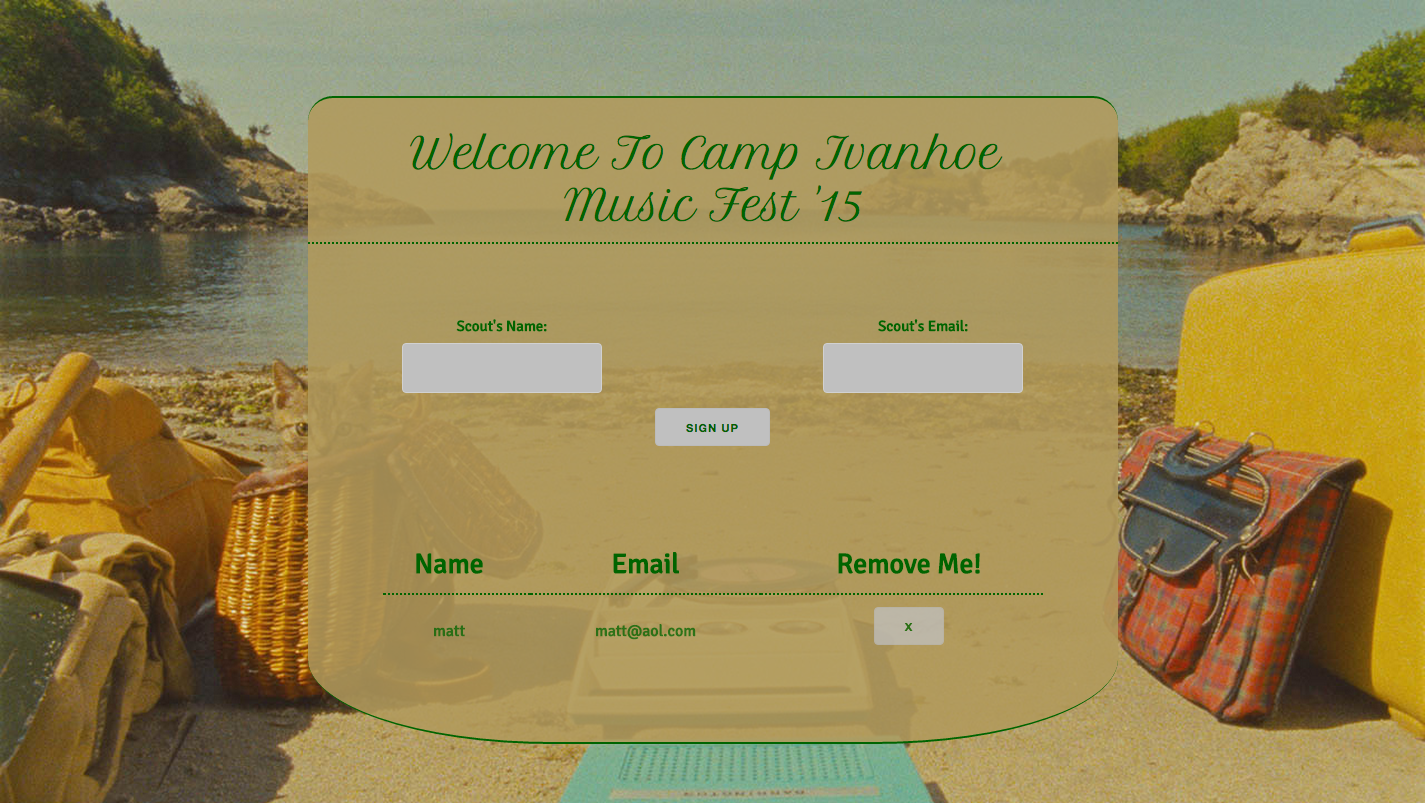 Welcome To Camp Ivanhoe
Music Fest '15
Scout's Name:
Scout's Email:
SIGN UP
Name Email Remove Me!
matt matt@aol.com X
BARRINGTON